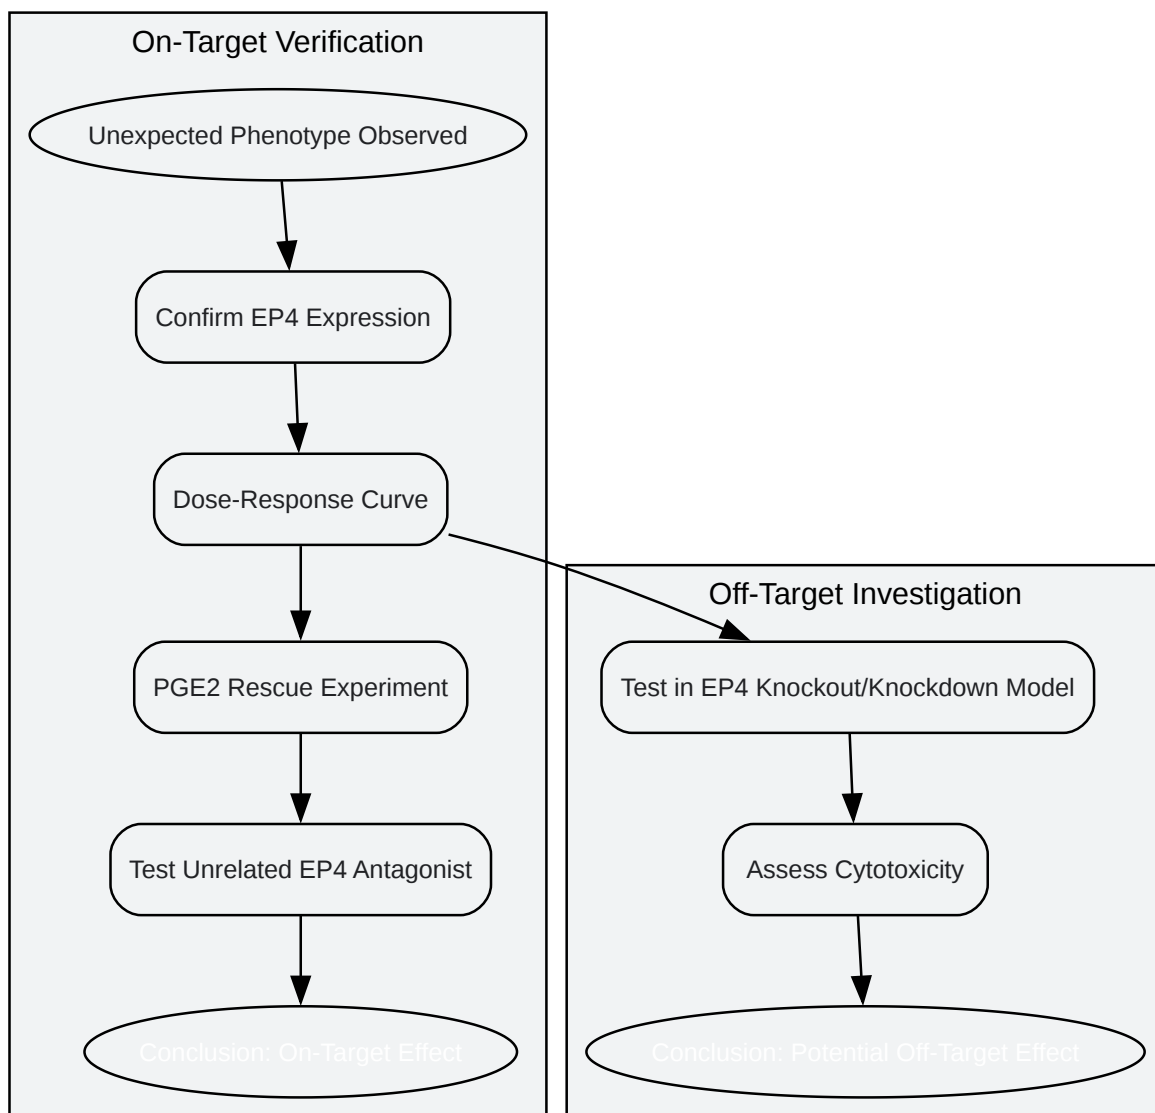 On-Target Verification
Unexpected Phenotype Observed
Confirm EP4 Expression
Dose-Response Curve
PGE2 Rescue Experiment
Test Unrelated EP4 Antagonist
Conclusion: On-Target Effect
Off-Target Investigation
Test in EP4 Knockout/Knockdown Model
Assess Cytotoxicity
Conclusion: Potential Off-Target Effect